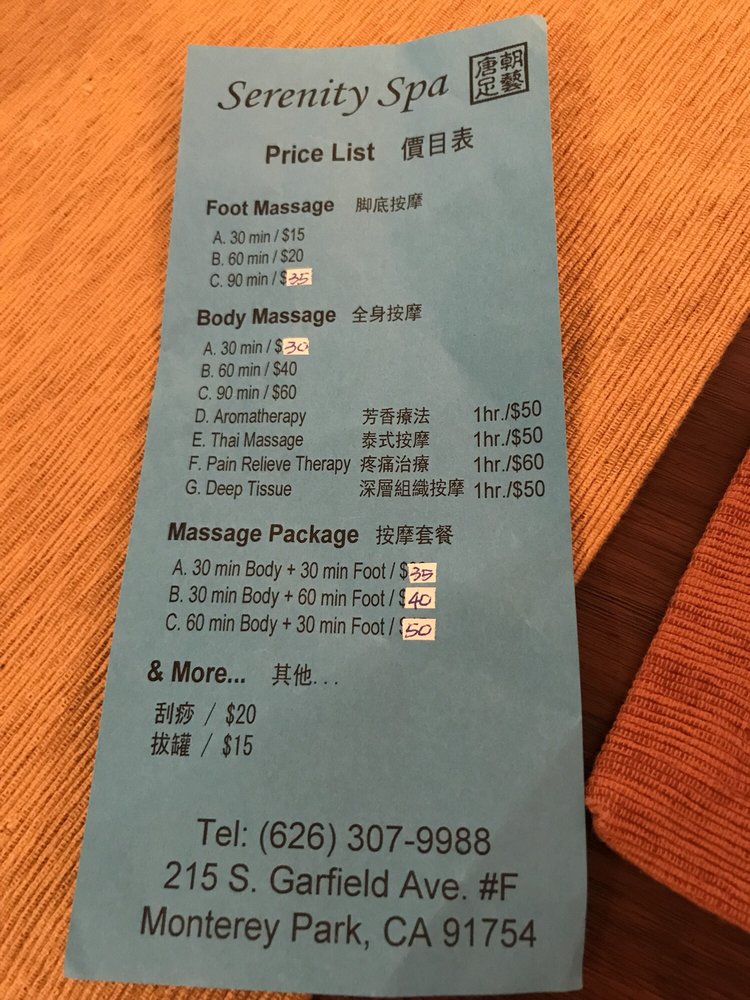 Serenity Spa
唐朝足藝
Price List 價目表
Foot Massage 脚底按摩
A. 30 min / $15
B. 60 min / $20
C. 90 min / $35
Body Massage 全身按摩
A. 30 min / $30
B. 60 min / $40
C. 90 min / $60
D. Aromatherapy 芳香療法 1hr./$50
E. Thai Massage 泰式按摩 1hr./$50
F. Pain Relieve Therapy 疼痛治療 1hr./$60
G. Deep Tissue 深層組織按摩 1hr./$50
Massage Package 按摩套餐
A. 30 min Body + 30 min Foot / $35
B. 30 min Body + 60 min Foot / $40
C. 60 min Body + 30 min Foot / $50
& More... 其他...
刮痧 / $20
拔罐 / $15
Tel: (626) 307-9988
215 S. Garfield Ave. #F
Monterey Park, CA 91754